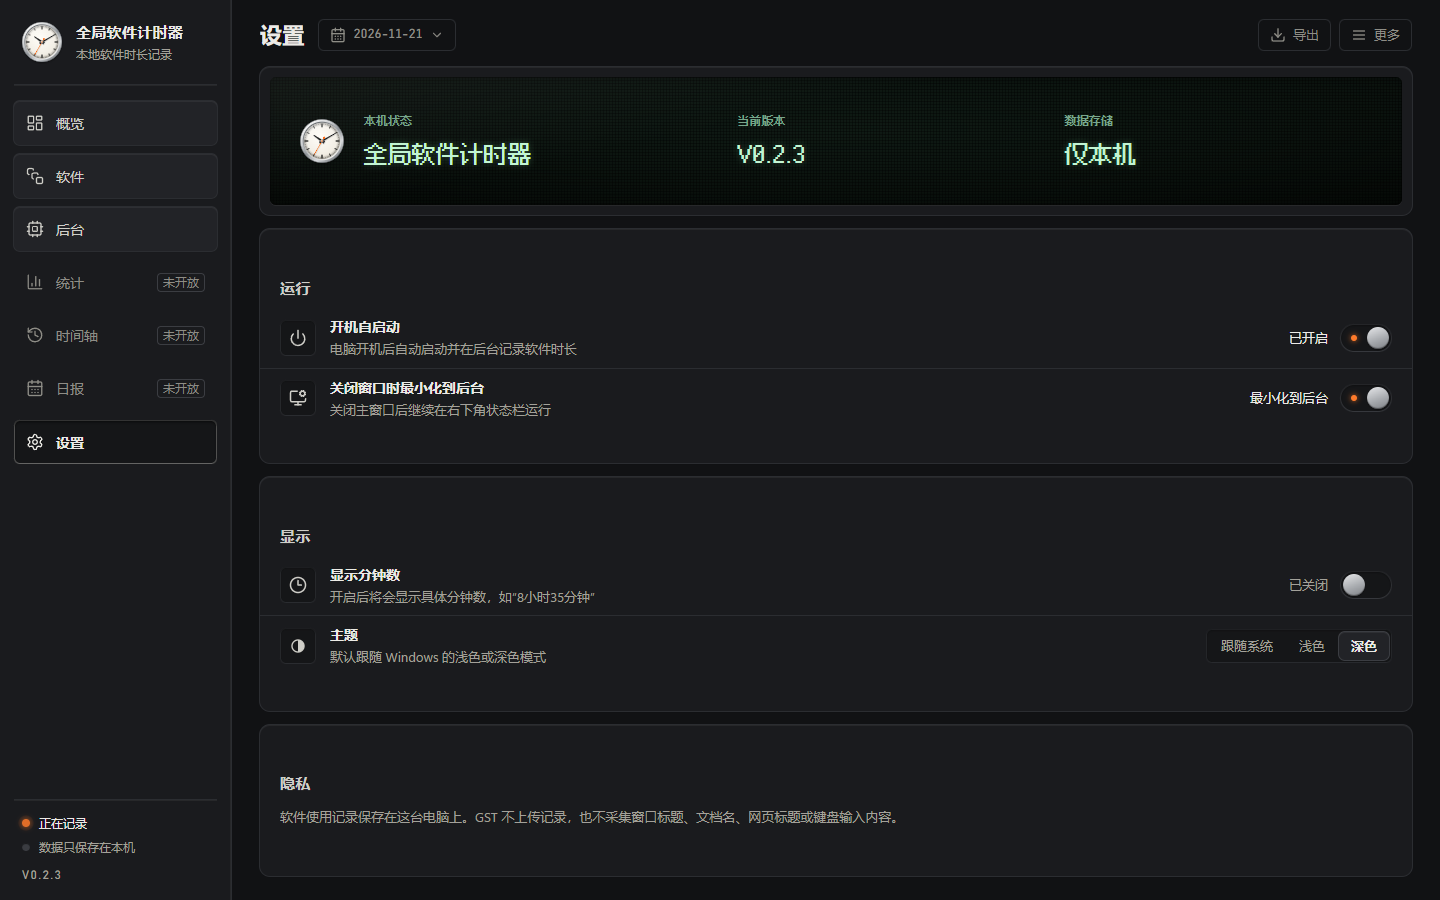 全局软件计时器
本地软件时长记录
概览
软件
后台
统计 未开放
时间轴 未开放
日报 未开放
设置
正在记录
数据只保存在本机
V0.2.3
设置 2026-11-21 导出 更多
本机状态
全局软件计时器
当前版本
V0.2.3
数据存储
仅本机
运行
开机自启动
电脑开机后自动启动并在后台记录软件时长
已开启
关闭窗口时最小化到后台
关闭主窗口后继续在右下角状态栏运行
最小化到后台
显示
显示分钟数
开启后将会显示具体分钟数，如“8小时35分钟”
已关闭
主题
默认跟随 Windows 的浅色或深色模式
跟随系统 浅色 深色
隐私
软件使用记录保存在这台电脑上。GST 不上传记录，也不采集窗口标题、文档名、网页标题或键盘输入内容。